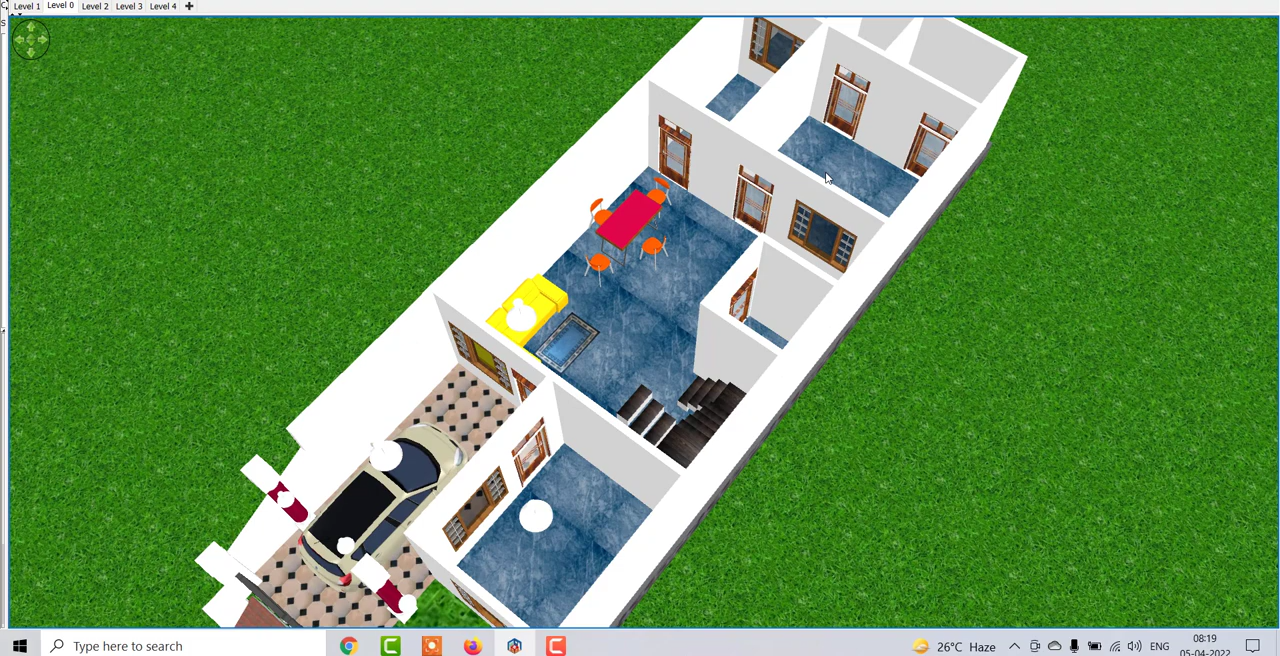 Level 1 Level 0 Level 2 Level 3 Level 4
Type here to search
26°C Haze
ENG
08:19
05-04-2022